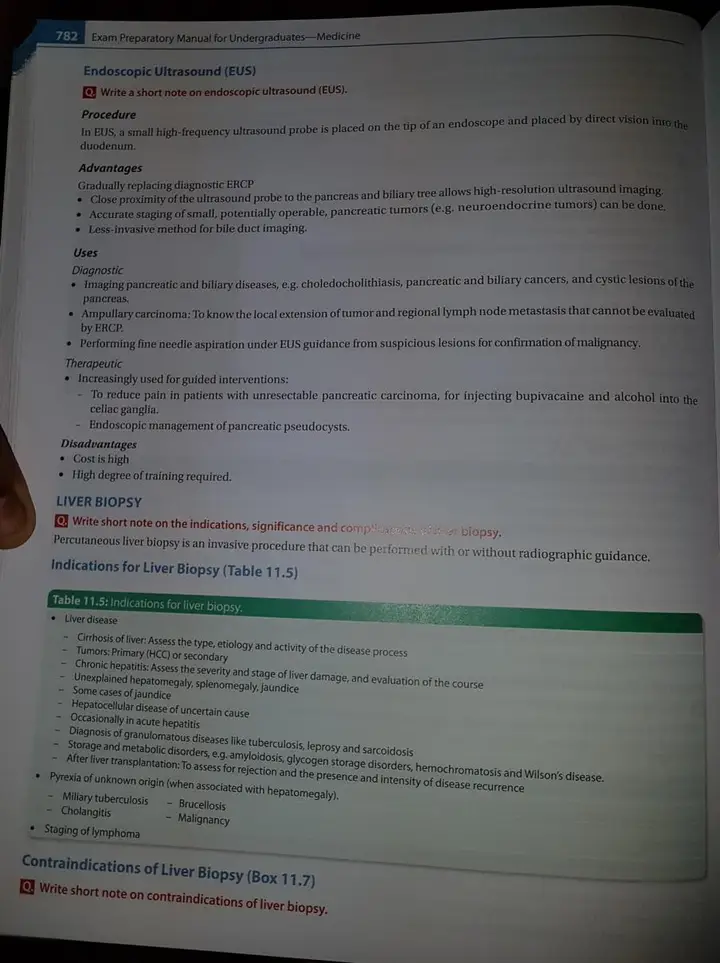 782 Exam Preparatory Manual for Undergraduates—Medicine
Endoscopic Ultrasound (EUS)
Q. Write a short note on endoscopic ultrasound (EUS).
Procedure
In EUS, a small high-frequency ultrasound probe is placed on the tip of an endoscope and placed by direct vision into the
duodenum.
Advantages
Gradually replacing diagnostic ERCP
• Close proximity of the ultrasound probe to the pancreas and biliary tree allows high-resolution ultrasound imaging.
• Accurate staging of small, potentially operable, pancreatic tumors (e.g. neuroendocrine tumors) can be done.
• Less-invasive method for bile duct imaging.
Uses
Diagnostic
• Imaging pancreatic and biliary diseases, e.g. choledocholithiasis, pancreatic and biliary cancers, and cystic lesions of the
pancreas.
• Ampullary carcinoma: To know the local extension of tumor and regional lymph node metastasis that cannot be evaluated
by ERCP.
• Performing fine needle aspiration under EUS guidance from suspicious lesions for confirmation of malignancy.
Therapeutic
• Increasingly used for guided interventions:
- To reduce pain in patients with unresectable pancreatic carcinoma, for injecting bupivacaine and alcohol into the
celiac ganglia.
- Endoscopic management of pancreatic pseudocysts.
Disadvantages
• Cost is high
• High degree of training required.
LIVER BIOPSY
Q. Write short note on the indications, significance and biopsy.
Percutaneous liver biopsy is an invasive procedure that can be performed with or without radiographic guidance.
Indications for Liver Biopsy (Table 11.5)
Table 11.5: Indications for liver biopsy.
• Liver disease
– Cirrhosis of liver: Assess the type, etiology and activity of the disease process
– Tumors: Primary (HCC) or secondary
– Chronic hepatitis: Assess the severity and stage of liver damage, and evaluation of the course
– Unexplained hepatomegaly, splenomegaly, jaundice
– Some cases of jaundice
– Hepatocellular disease of uncertain cause
– Occasionally in acute hepatitis
– Diagnosis of granulomatous diseases like tuberculosis, leprosy and sarcoidosis
– Storage and metabolic disorders, e.g. amyloidosis, glycogen storage disorders, hemochromatosis and Wilson's disease.
– After liver transplantation: To assess for rejection and the presence and intensity of disease recurrence
• Pyrexia of unknown origin (when associated with hepatomegaly).
– Miliary tuberculosis – Brucellosis
– Cholangitis – Malignancy
• Staging of lymphoma
Contraindications of Liver Biopsy (Box 11.7)
Q. Write short note on contraindications of liver biopsy.